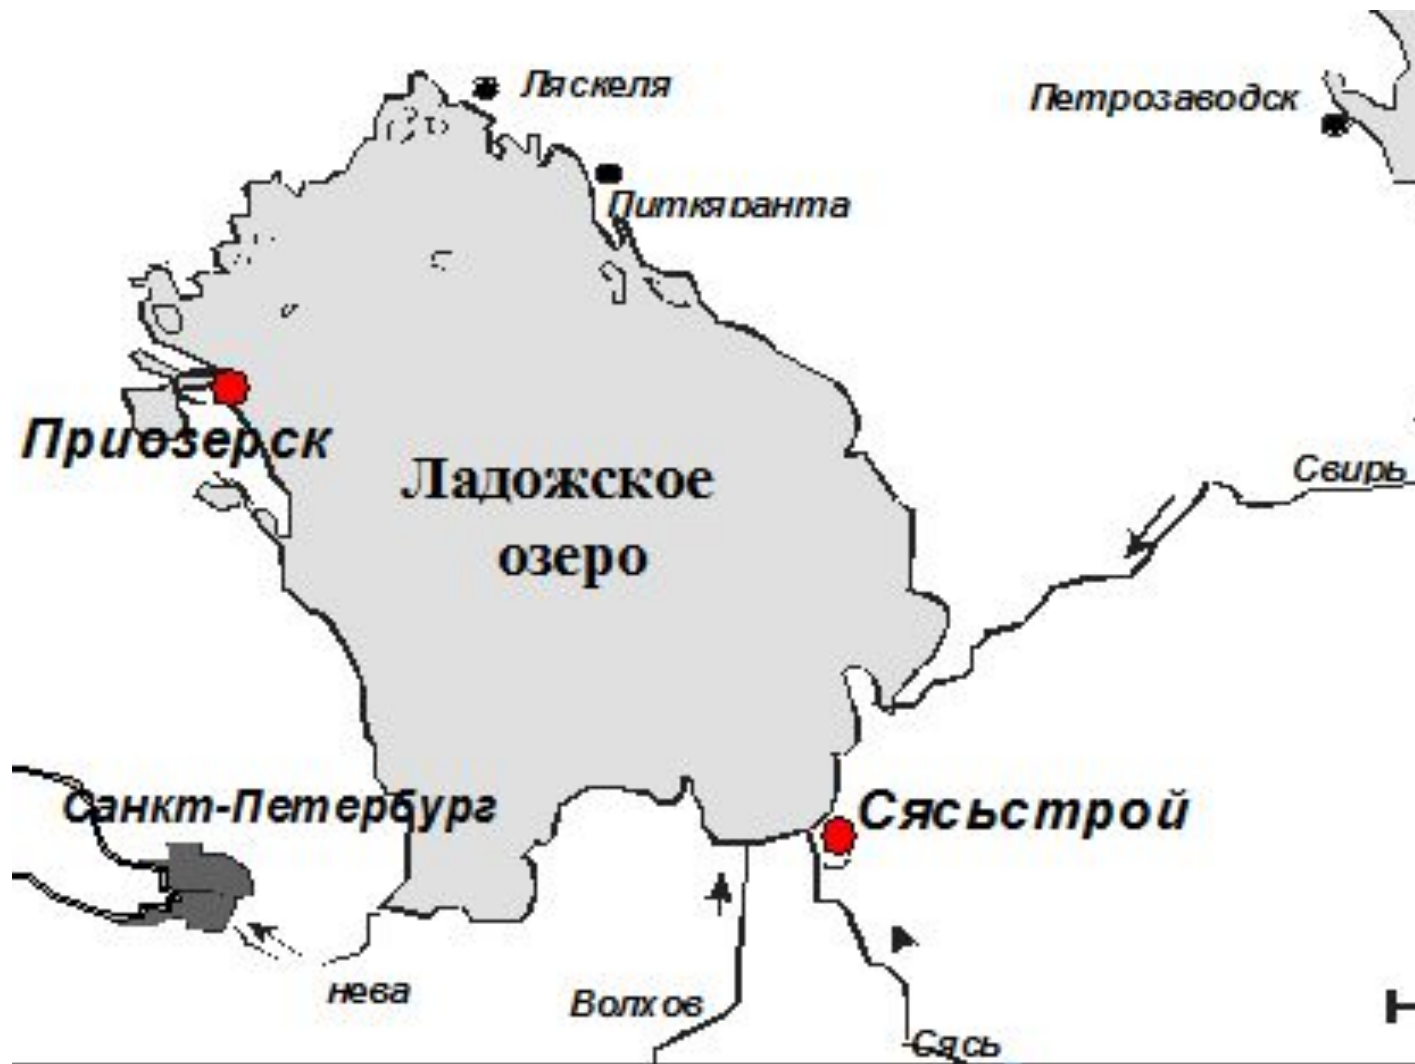 Ляскеля
Петрозаводск
Питкяранта
Приозерск
Ладожское
озеро
Свирь
Санкт-Петербург
Сясьстрой
нева
Волхов
Сясь